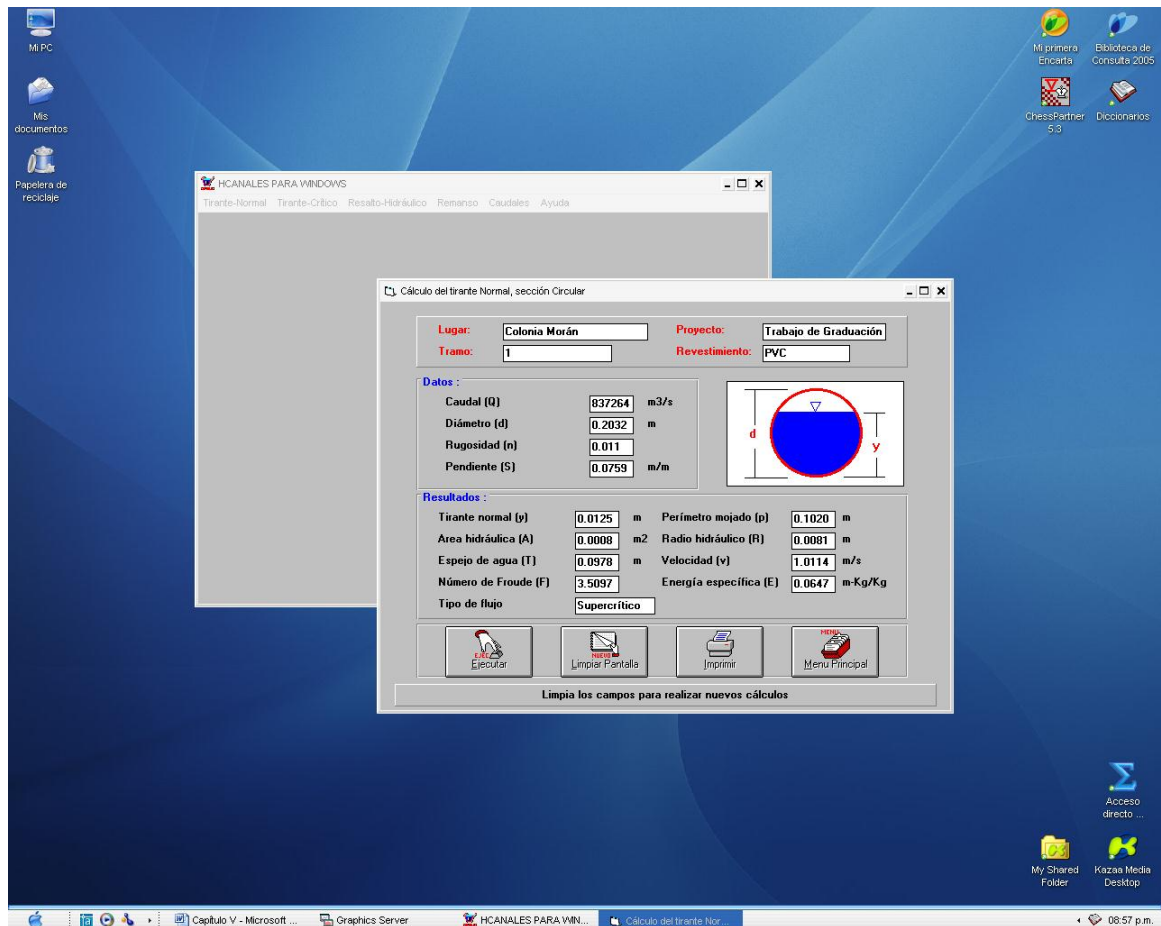 Mi PC
Mis
documentos
Papelera de
reciclaje
Mi primera
Encarta
Biblioteca de
Consulta 2005
ChessPartner
5.3
Diccionarios
HCANALES PARA WINDOWS
Tirante-Normal Tirante-Crítico Resalto-Hidráulico Remanso Caudales Ayuda
Cálculo del tirante Normal, sección Circular
Lugar: Colonia Morán Proyecto: Trabajo de Graduación
Tramo: 1 Revestimiento: PVC
Datos :
Caudal (Q) 837264 m3/s
Diámetro (d) 0.2032 m
Rugosidad (n) 0.011
Pendiente (S) 0.0759 m/m
d
y
Resultados :
Tirante normal (y) 0.0125 m Perímetro mojado (p) 0.1020 m
Area hidráulica (A) 0.0008 m2 Radio hidráulico (R) 0.0081 m
Espejo de agua (T) 0.0978 m Velocidad (v) 1.0114 m/s
Número de Froude (F) 3.5097 Energía específica (E) 0.0647 m-Kg/Kg
Tipo de flujo Supercrítico
EJEC
Ejecutar
NUEVO
Limpiar Pantalla
Imprimir
MENU
Menu Principal
Limpia los campos para realizar nuevos cálculos
Acceso
directo ...
My Shared
Folder
Kazaa Media
Desktop
Capítulo V - Microsoft ... Graphics Server HCANALES PARA WIN... Cálculo del tirante Nor... 08:57 p.m.